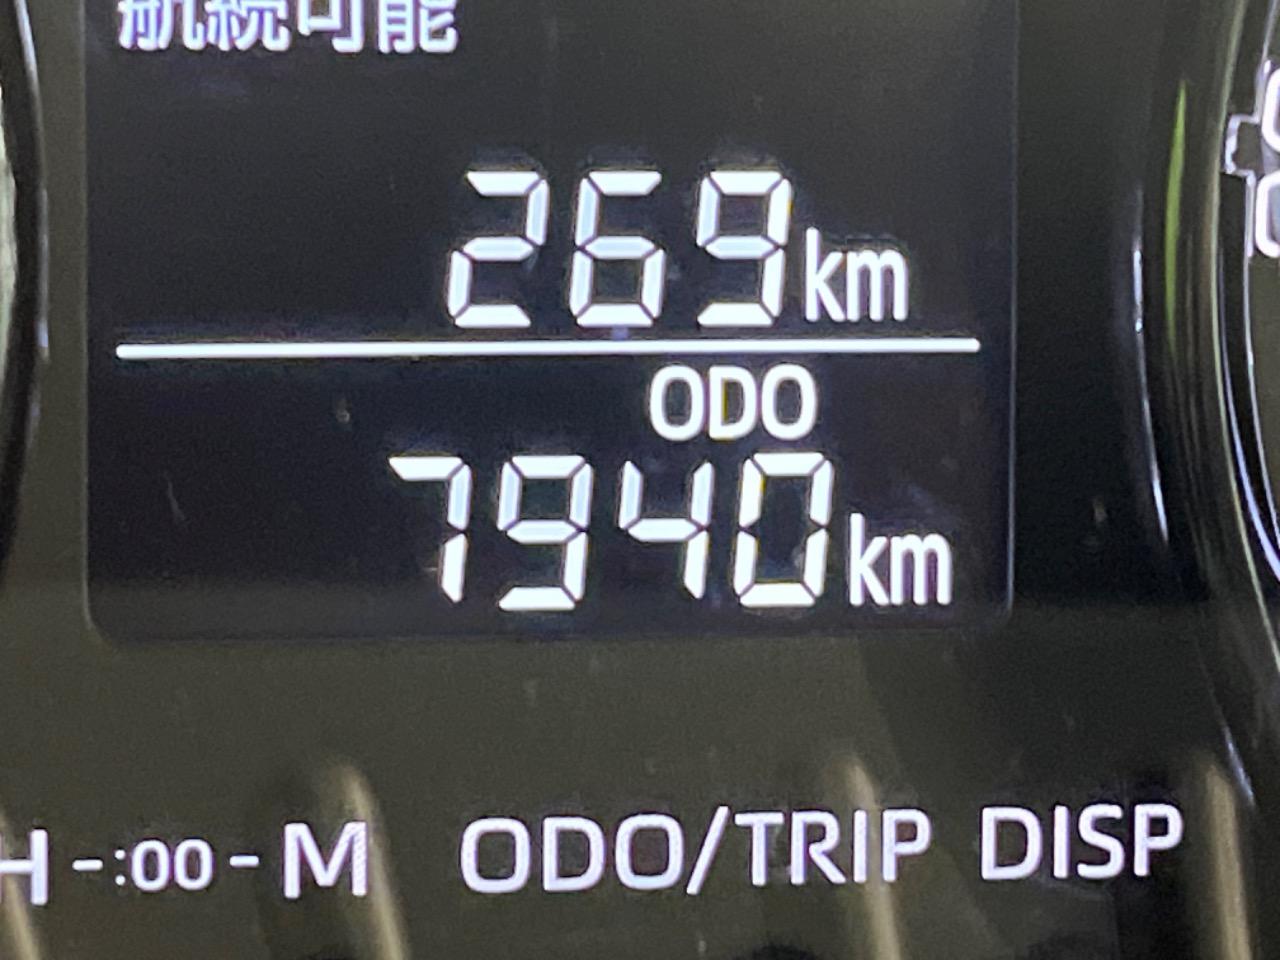 航続可能
269km
ODO
7940km
H -:00- M ODO/TRIP DISP